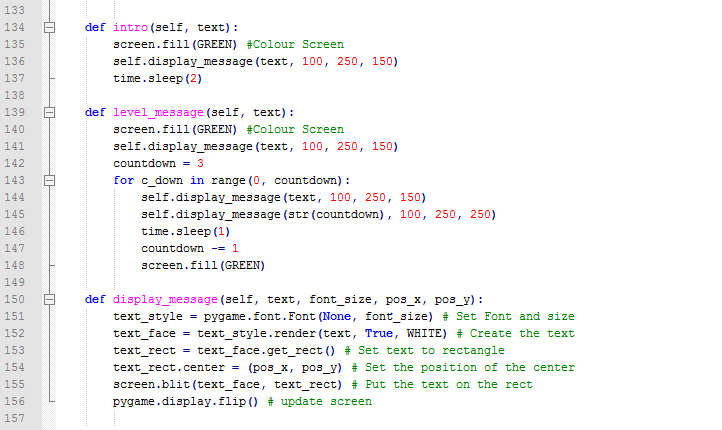 133
134 def intro(self, text):
135 screen.fill(GREEN) #Colour Screen
136 self.display_message(text, 100, 250, 150)
137 time.sleep(2)
138
139 def level_message(self, text):
140 screen.fill(GREEN) #Colour Screen
141 self.display_message(text, 100, 250, 150)
142 countdown = 3
143 for c_down in range(0, countdown):
144 self.display_message(text, 100, 250, 150)
145 self.display_message(str(countdown), 100, 250, 250)
146 time.sleep(1)
147 countdown -= 1
148 screen.fill(GREEN)
149
150 def display_message(self, text, font_size, pos_x, pos_y):
151 text_style = pygame.font.Font(None, font_size) # Set Font and size
152 text_face = text_style.render(text, True, WHITE) # Create the text
153 text_rect = text_face.get_rect() # Set text to rectangle
154 text_rect.center = (pos_x, pos_y) # Set the position of the center
155 screen.blit(text_face, text_rect) # Put the text on the rect
156 pygame.display.flip() # update screen
157